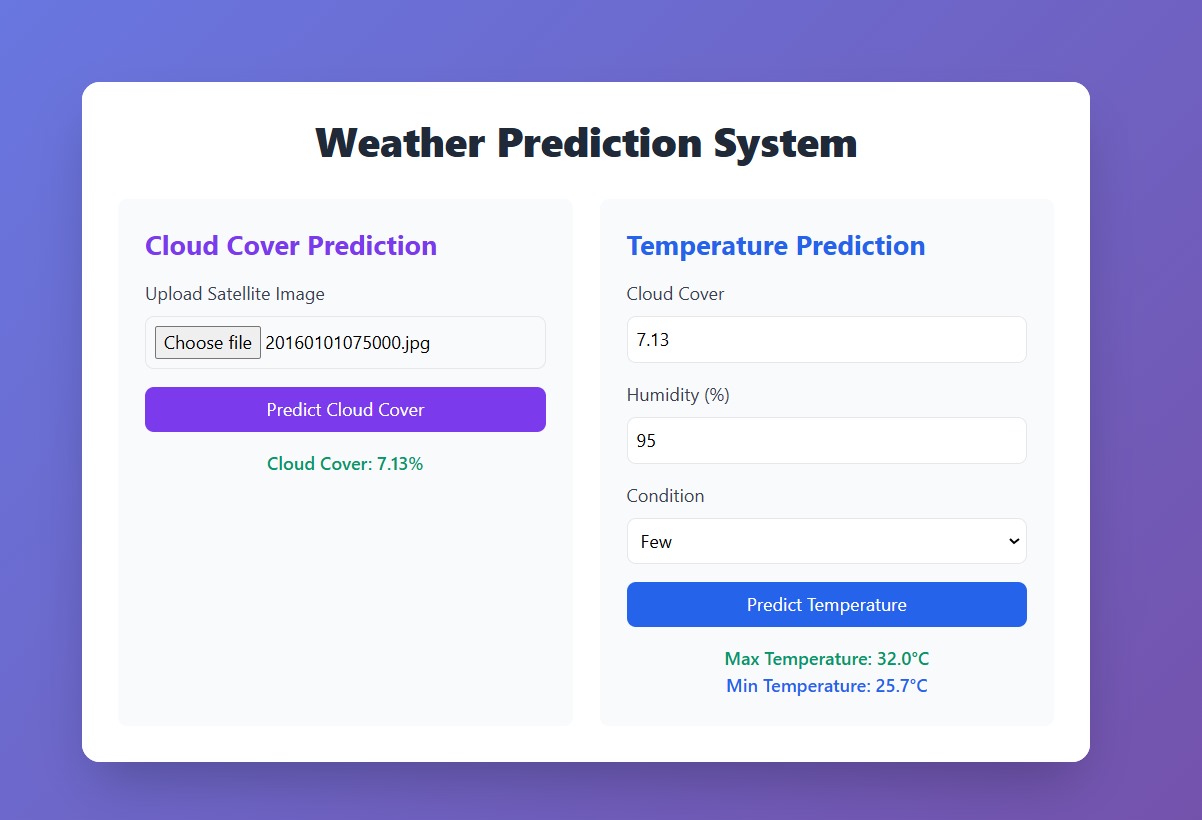 Weather Prediction System
Cloud Cover Prediction
Upload Satellite Image
Choose file 20160101075000.jpg
Predict Cloud Cover
Cloud Cover: 7.13%
Temperature Prediction
Cloud Cover
7.13
Humidity (%)
95
Condition
Few
Predict Temperature
Max Temperature: 32.0°C
Min Temperature: 25.7°C